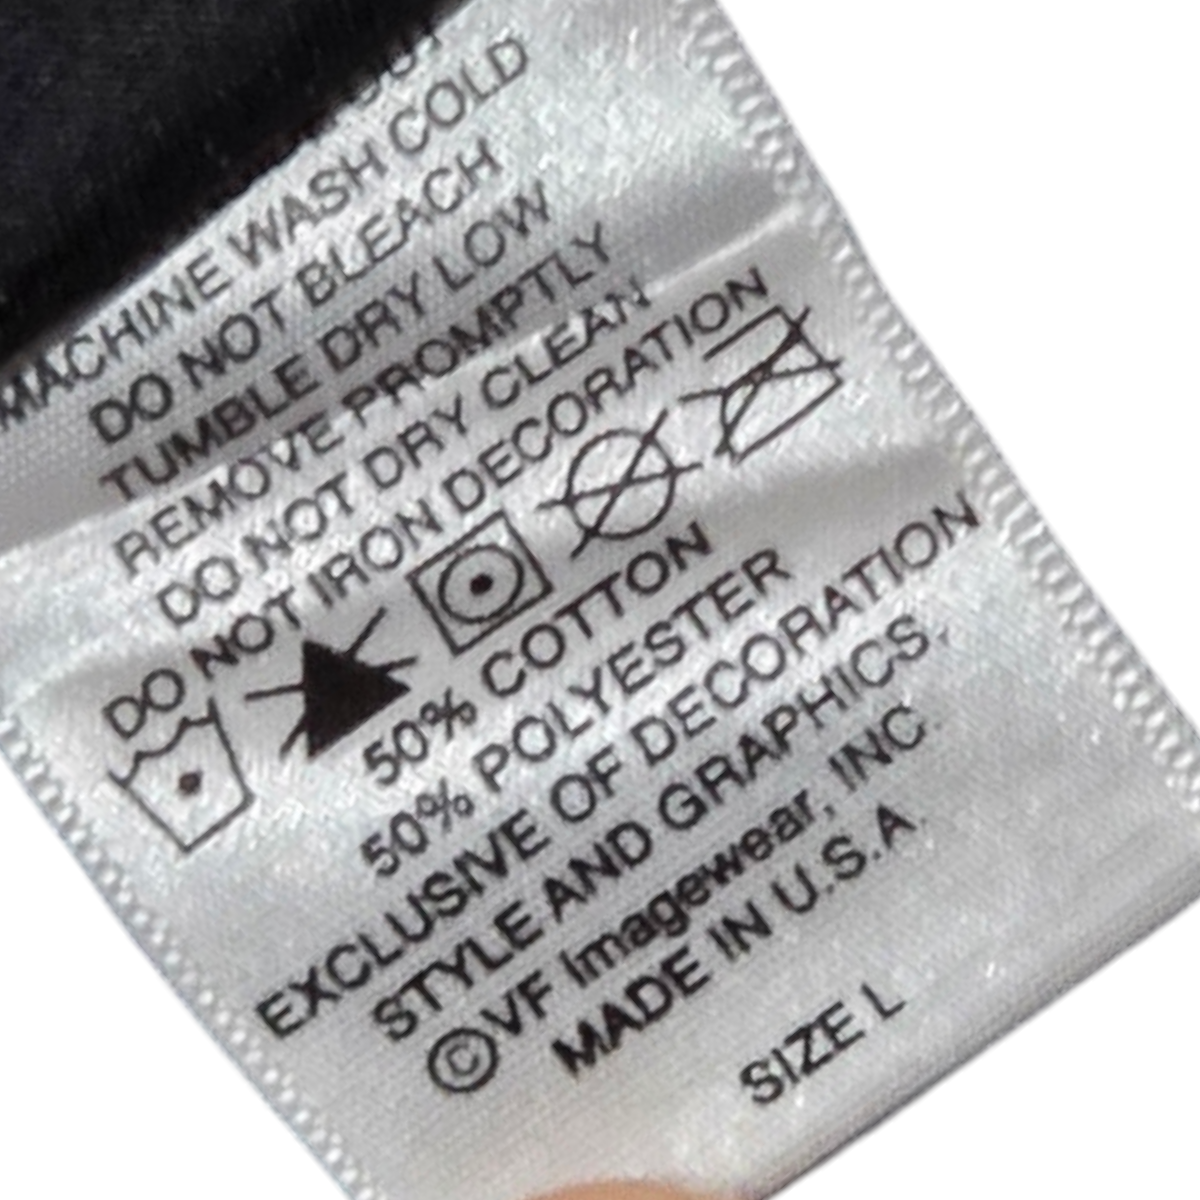 MACHINE WASH COLD
DO NOT BLEACH
TUMBLE DRY LOW
REMOVE PROMPTLY
DO NOT DRY CLEAN
DO NOT IRON DECORATION
50% COTTON
50% POLYESTER
EXCLUSIVE OF DECORATION
STYLE AND GRAPHICS.
©VF Imagewear, INC.
MADE IN U.S.A.
SIZE L